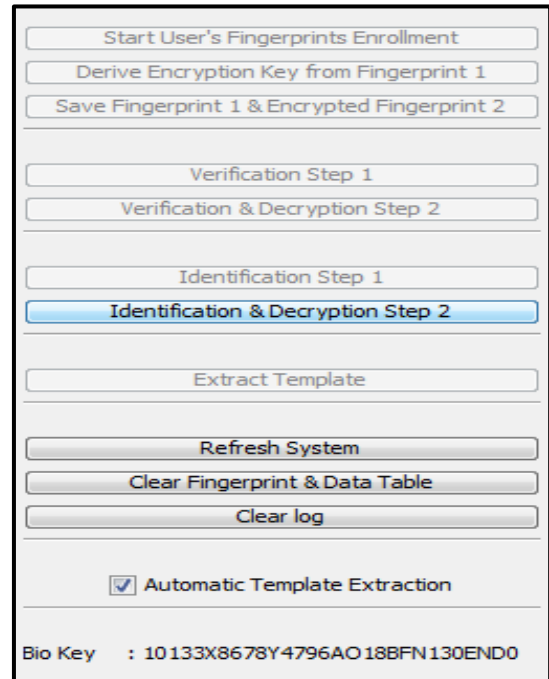 Start User's Fingerprints Enrollment
Derive Encryption Key from Fingerprint 1
Save Fingerprint 1 & Encrypted Fingerprint 2
Verification Step 1
Verification & Decryption Step 2
Identification Step 1
Identification & Decryption Step 2
Extract Template
Refresh System
Clear Fingerprint & Data Table
Clear log
Automatic Template Extraction
Bio Key : 10133X8678Y4796AO18BFN130END0